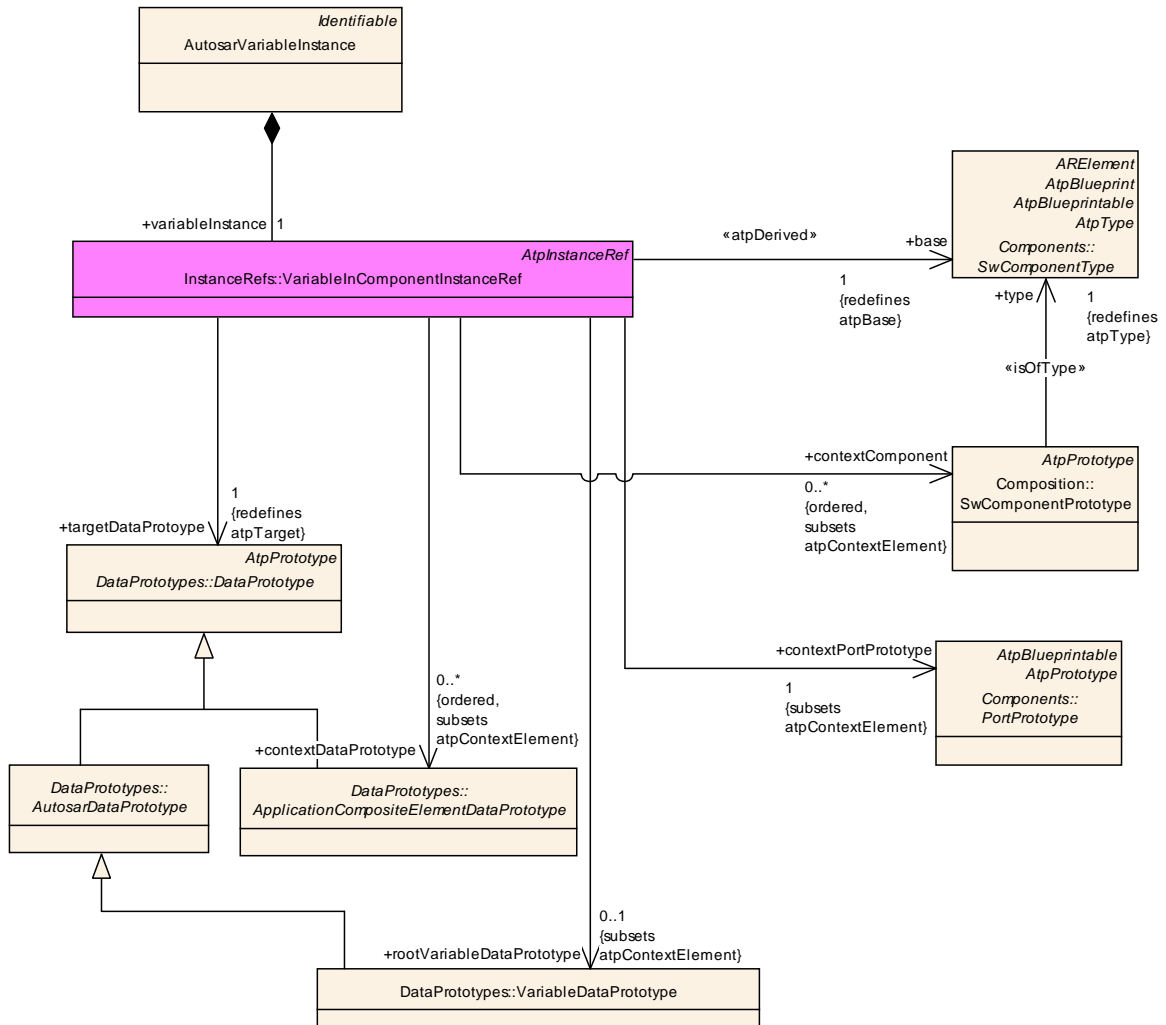 Identifiable
AutosarVariableInstance
+variableInstance 1
AtpInstanceRef
InstanceRefs::VariableInComponentInstanceRef
«atpDerived»
+base
1
{redefines
atpBase}
ARElement
AtpBlueprint
AtpBlueprintable
AtpType
Components::
SwComponentType
+type
1
{redefines
atpType}
«isOfType»
+contextComponent
0..*
{ordered,
subsets
atpContextElement}
AtpPrototype
Composition::
SwComponentPrototype
+targetDataProtoype
1
{redefines
atpTarget}
AtpPrototype
DataPrototypes::DataPrototype
+contextPortPrototype
1
{subsets
atpContextElement}
AtpBlueprintable
AtpPrototype
Components::
PortPrototype
0..*
{ordered,
subsets
atpContextElement}
+contextDataPrototype
DataPrototypes::
AutosarDataPrototype
DataPrototypes::
ApplicationCompositeElementDataPrototype
0..1
{subsets
atpContextElement}
+rootVariableDataPrototype
DataPrototypes::VariableDataPrototype